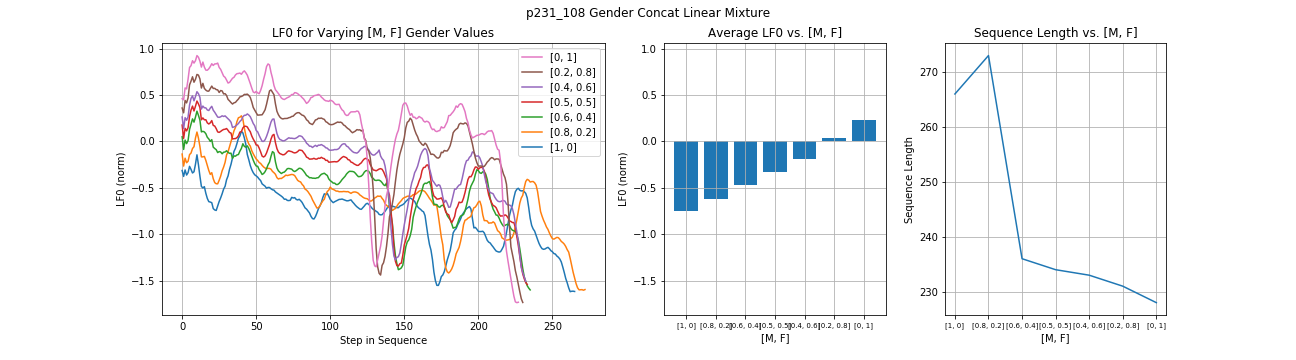 p231_108 Gender Concat Linear Mixture
LF0 for Varying [M, F] Gender Values
LF0 (norm)
1.0
0.5
0.0
−0.5
−1.0
−1.5
0 50 100 150 200 250
Step in Sequence
[0, 1]
[0.2, 0.8]
[0.4, 0.6]
[0.5, 0.5]
[0.6, 0.4]
[0.8, 0.2]
[1, 0]
Average LF0 vs. [M, F]
LF0 (norm)
1.0
0.5
0.0
−0.5
−1.0
−1.5
[1, 0] [0.8, 0.2] [0.6, 0.4] [0.5, 0.5] [0.4, 0.6] [0.2, 0.8] [0, 1]
[M, F]
Sequence Length vs. [M, F]
Sequence Length
270
260
250
240
230
[1, 0] [0.8, 0.2] [0.6, 0.4] [0.5, 0.5] [0.4, 0.6] [0.2, 0.8] [0, 1]
[M, F]